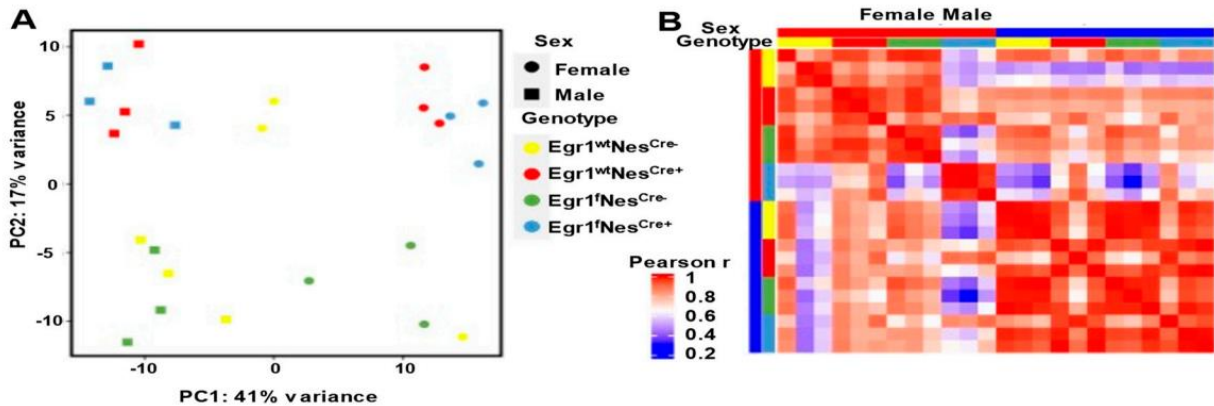 A
10
5
0
-5
-10
-10
0
10
PC2: 17% variance
PC1: 41% variance
Sex
Female
Male
Genotype
Egr1wtNesCre-
Egr1wtNesCre+
Egr1fNesCre-
Egr1fNesCre+
B
Female Male
Sex
Genotype
Pearson r
1
0.8
0.6
0.4
0.2